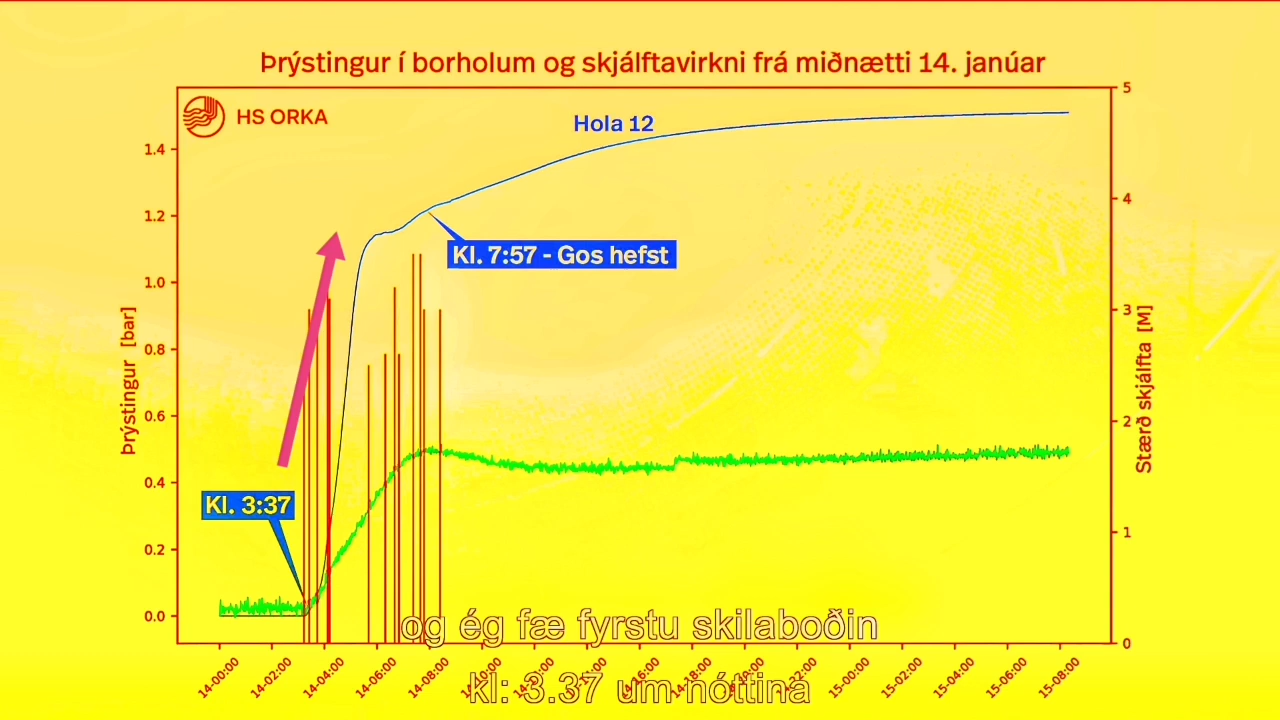 Þrýstingur í borholum og skjálftavirkni frá miðnætti 14. janúar
HS ORKA
Hola 12
Kl. 7:57 - Gos hefst
Kl. 3:37
Þrýstingur [bar]
1.4
1.2
1.0
0.8
0.6
0.4
0.2
0.0
Stærð skjálfta [M]
5
4
3
2
1
0
14-00:00
14-02:00
14-04:00
14-06:00
14-08:00
14-16:00
14-18:00
15-00:00
15-02:00
15-04:00
15-06:00
15-08:00
og ég fæ fyrstu skilaboðin
kl: 3.37 um nóttina